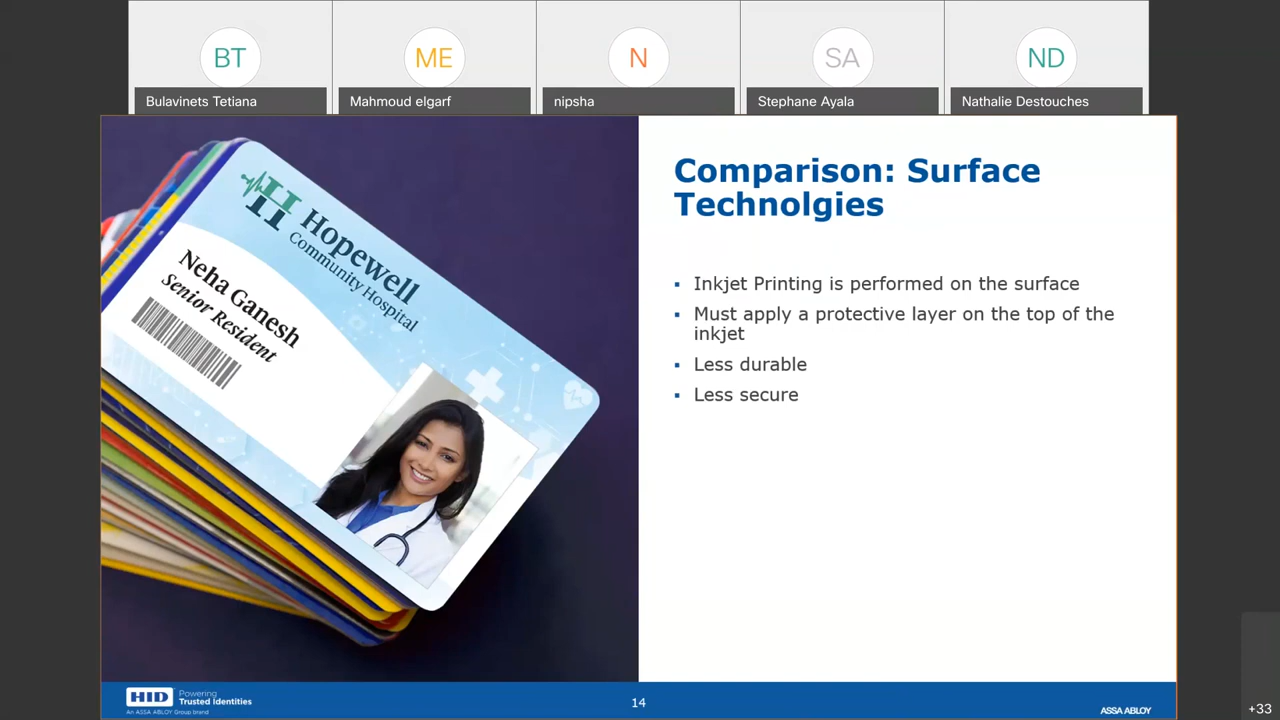 BT
ME
N
SA
ND
Bulavinets Tetiana
Mahmoud elgarf
nipsha
Stephane Ayala
Nathalie Destouches
H
Hopewell
Community Hospital
Neha Ganesh
Senior Resident
Comparison: Surface
Technolgies
▪ Inkjet Printing is performed on the surface
▪ Must apply a protective layer on the top of the
inkjet
▪ Less durable
▪ Less secure
HID
Powering
Trusted Identities
An ASSA ABLOY Group brand
14
ASSA ABLOY
+33